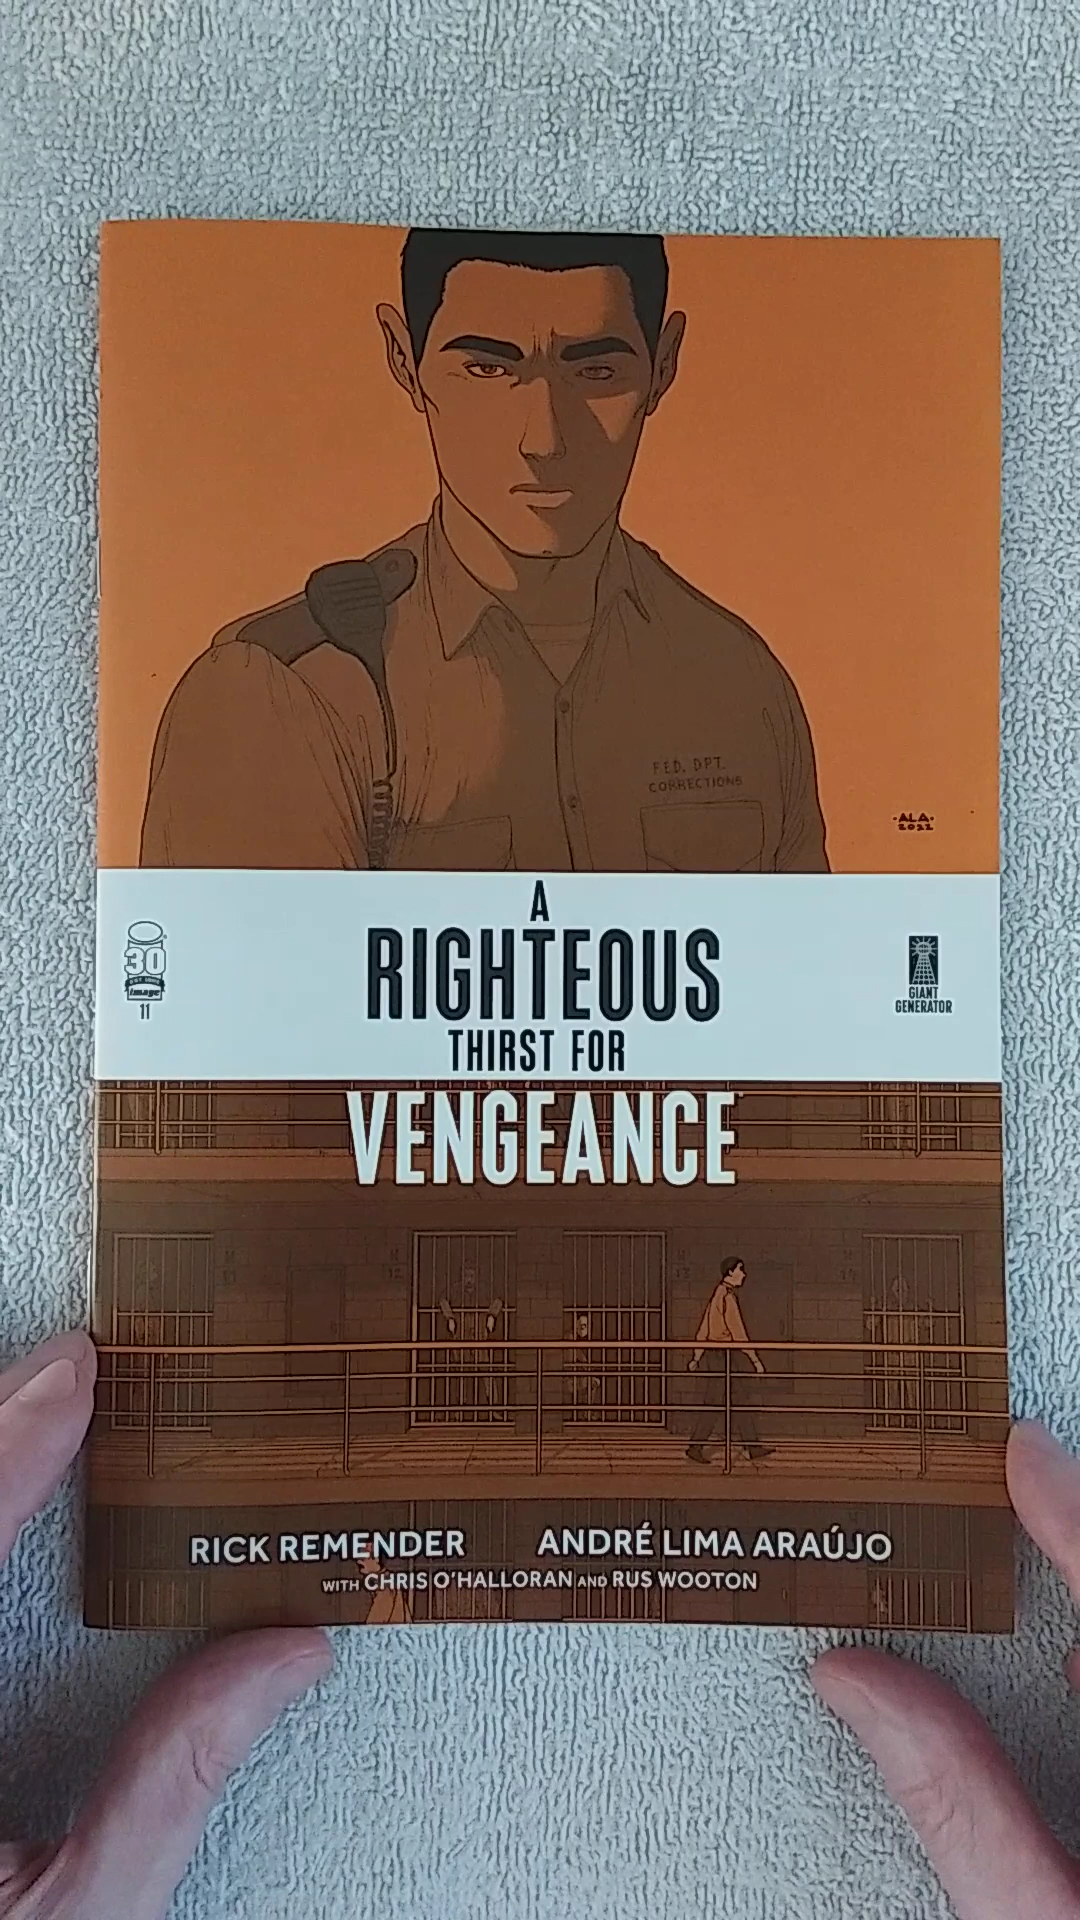 FED. DPT.
CORRECTIONS
·ALA·
2022
A
RIGHTEOUS
THIRST FOR
VENGEANCE
30
image
11
GIANT
GENERATOR
RICK REMENDER
ANDRÉ LIMA ARAÚJO
WITH CHRIS O'HALLORAN AND RUS WOOTON